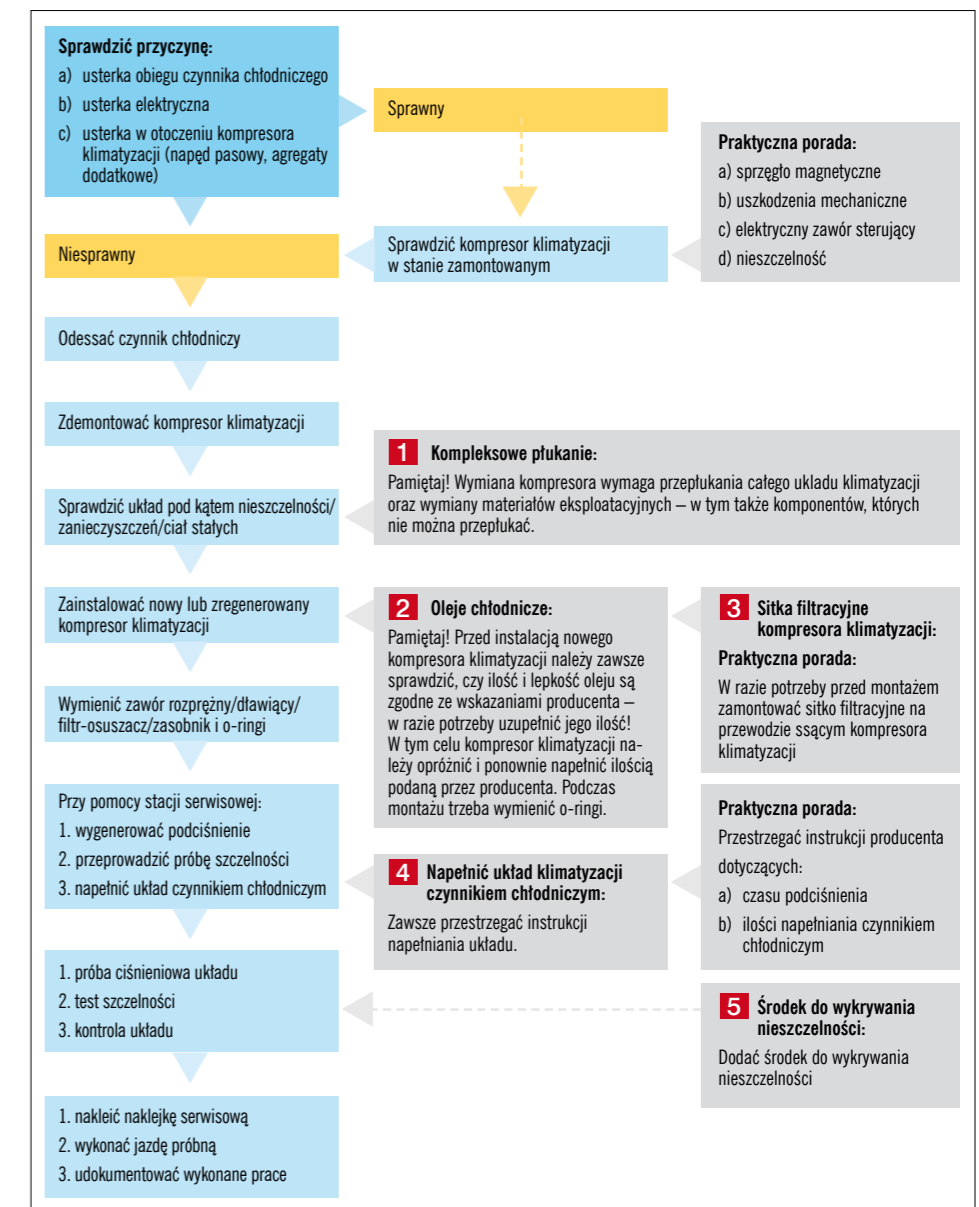 Sprawdzić przyczynę:
a) usterka obiegu czynnika chłodniczego
b) usterka elektryczna
c) usterka w otoczeniu kompresora
klimatyzacji (napęd pasowy, agregaty
dodatkowe)
Sprawny
Praktyczna porada:
a) sprzęgło magnetyczne
b) uszkodzenia mechaniczne
c) elektryczny zawór sterujący
d) nieszczelność
Niesprawny
Sprawdzić kompresor klimatyzacji
w stanie zamontowanym
Odessać czynnik chłodniczy
Zdemontować kompresor klimatyzacji
1 Kompleksowe płukanie:
Pamiętaj! Wymiana kompresora wymaga przepłukania całego ukladu klimatyzacji
oraz wymiany materiałów eksploatacyjnych – w tym także komponentów, których
nie można przepłukać.
Sprawdzić układ pod kątem nieszczelności/
zanieczyszczeń/ciał stałych
Zainstalować nowy lub zregenerowany
kompresor klimatyzacji
2 Oleje chłodnicze:
Pamiętaj! Przed instalacją nowego
kompresora klimatyzacji należy zawsze
sprawdzić, czy ilość i lepkość oleju są
zgodne ze wskazaniami producenta –
w razie potrzeby uzupełnić jego ilość!
W tym celu kompresor klimatyzacji na-
leży opróżnić i ponownie napełnić ilością
podaną przez producenta. Podczas
montażu trzeba wymienić o-ringi.
3 Sitka filtracyjne
kompresora klimatyzacji:
Praktyczna porada:
W razie potrzeby przed montażem
zamontować sitko filtracyjne na
przewodzie ssącym kompresora
klimatyzacji
Wymienić zawór rozprężny/dławiący/
filtr-osuszacz/zasobnik i o-ringi
Przy pomocy stacji serwisowej:
1. wygenerować podciśnienie
2. przeprowadzić próbę szczelności
3. napełnić układ czynnikiem chłodniczym
4 Napełnić układ klimatyzacji
czynnikiem chłodniczym:
Zawsze przestrzegać instrukcji
napełniania układu.
Praktyczna porada:
Przestrzegać instrukcji producenta
dotyczących:
a) czasu podciśnienia
b) ilości napełniania czynnikiem
chłodniczym
1. próba ciśnieniowa układu
2. test szczelności
3. kontrola układu
5 Środek do wykrywania
nieszczelności:
Dodać środek do wykrywania
nieszczelności
1. nakleić naklejkę serwisową
2. wykonać jazdę próbną
3. udokumentować wykonane prace